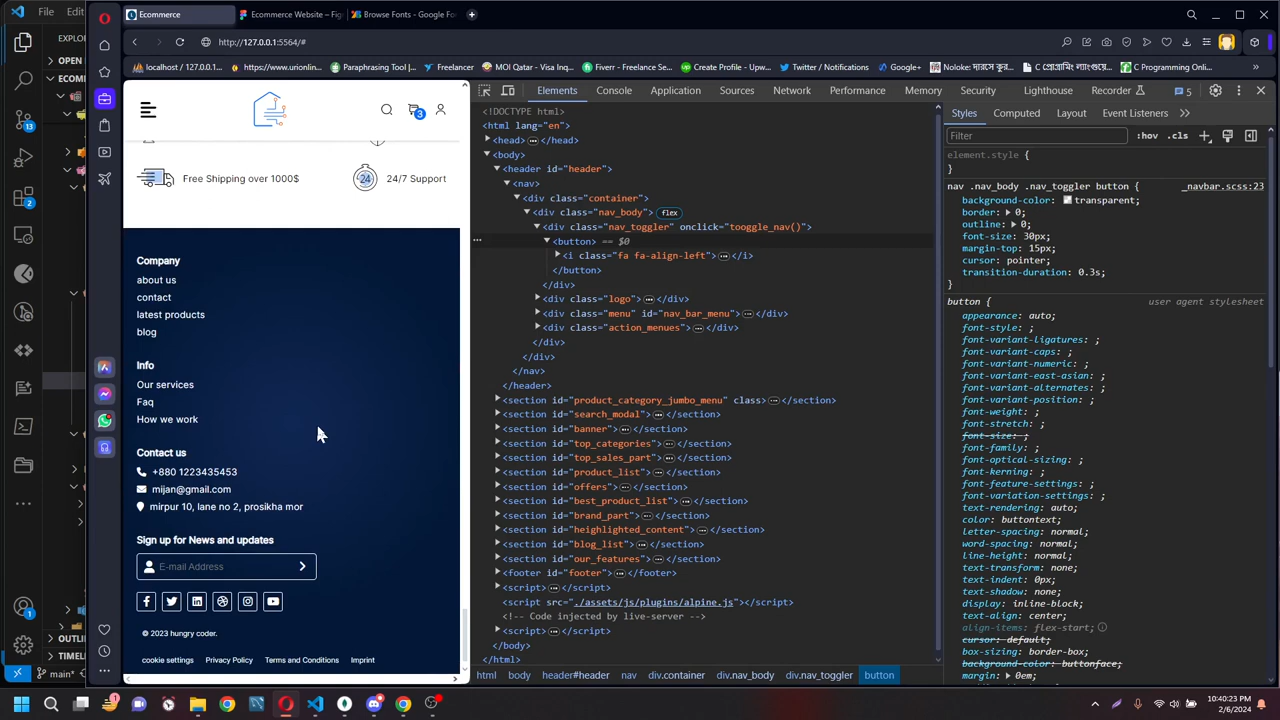 File
Edit
Ecommerce
Ecommerce Website – Fig
Browse Fonts - Google Fo
http://127.0.0.1:5564/#
localhost / 127.0.0.1
https://www.urionlin
Paraphrasing Tool |
Freelancer
MOI Qatar - Visa Inq
Fiverr - Freelance Se
Create Profile - Upw
Twitter / Notifications
Google+
C Programming Onlin
EXPLOR
ECOMM
OUTLIN
TIMELIN
main*
3
Free Shipping over 1000$
24
24/7 Support
Company
about us
contact
latest products
blog
Info
Our services
Faq
How we work
Contact us
+880 1223435453
mijan@gmail.com
mirpur 10, lane no 2, prosikha mor
Sign up for News and updates
E-mail Address
© 2023 hungry coder.
cookie settings Privacy Policy Terms and Conditions Imprint
Elements Console Application Sources Network Performance Memory Security Lighthouse Recorder 5
<!DOCTYPE html>
<html lang="en">
<head> </head>
<body>
<header id="header">
<nav>
<div class="container">
<div class="nav_body"> flex
<div class="nav_toggler" onclick="tooggle_nav()">
<button> == $0
<i class="fa fa-align-left"> </i>
</button>
</div>
<div class="logo"> </div>
<div class="menu" id="nav_bar_menu"> </div>
<div class="action_menues"> </div>
</div>
</div>
</nav>
</header>
<section id="product_category_jumbo_menu" class> </section>
<section id="search_modal"> </section>
<section id="banner"> </section>
<section id="top_categories"> </section>
<section id="top_sales_part"> </section>
<section id="product_list"> </section>
<section id="offers"> </section>
<section id="best_product_list"> </section>
<section id="brand_part"> </section>
<section id="heighlighted_content"> </section>
<section id="blog_list"> </section>
<section id="our_features"> </section>
<footer id="footer"> </footer>
<script> </script>
<script src="./assets/js/plugins/alpine.js"></script>
<!-- Code injected by live-server -->
<script> </script>
</body>
</html>
html body header#header nav div.container div.nav_body div.nav_toggler button
Styles Computed Layout Event Listeners
Filter :hov .cls
element.style {
}
nav .nav_body .nav_toggler button { _navbar.scss:23
background-color: transparent;
border: 0;
outline: 0;
font-size: 30px;
margin-top: 15px;
cursor: pointer;
transition-duration: 0.3s;
}
button { user agent stylesheet
appearance: auto;
font-style: ;
font-variant-ligatures: ;
font-variant-caps: ;
font-variant-numeric: ;
font-variant-east-asian: ;
font-variant-alternates: ;
font-variant-position: ;
font-weight: ;
font-stretch: ;
font-size: ;
font-family: ;
font-optical-sizing: ;
font-kerning: ;
font-feature-settings: ;
font-variation-settings: ;
text-rendering: auto;
color: buttontext;
letter-spacing: normal;
word-spacing: normal;
line-height: normal;
text-transform: none;
text-indent: 0px;
text-shadow: none;
display: inline-block;
text-align: center;
align-items: flex-start;
cursor: default;
box-sizing: border-box;
background-color: buttonface;
margin: 0em;
10:40:23 PM
2/6/2024